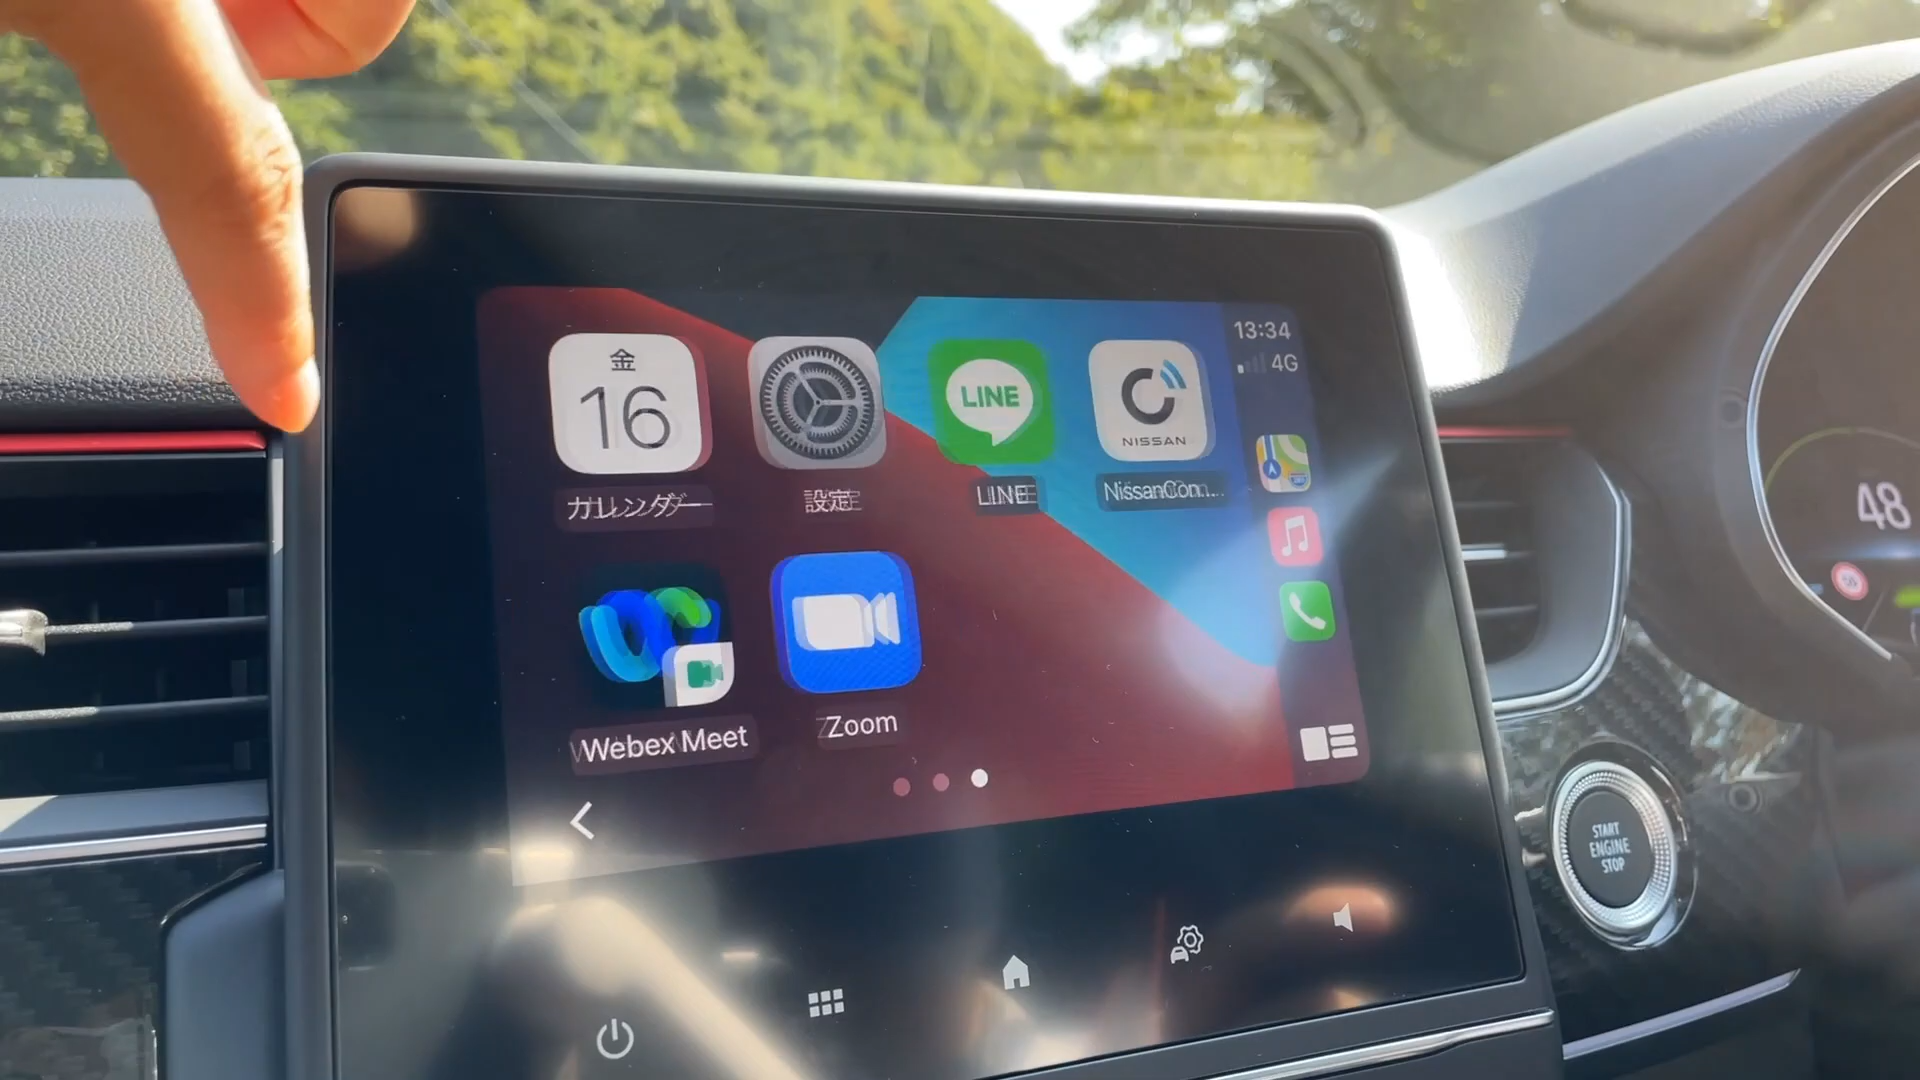 金
16
カレンダー
設定
LINE
LINE
NISSAN
NissanCon...
13:34
4G
Webex Meet
Zoom
48
START
ENGINE
STOP